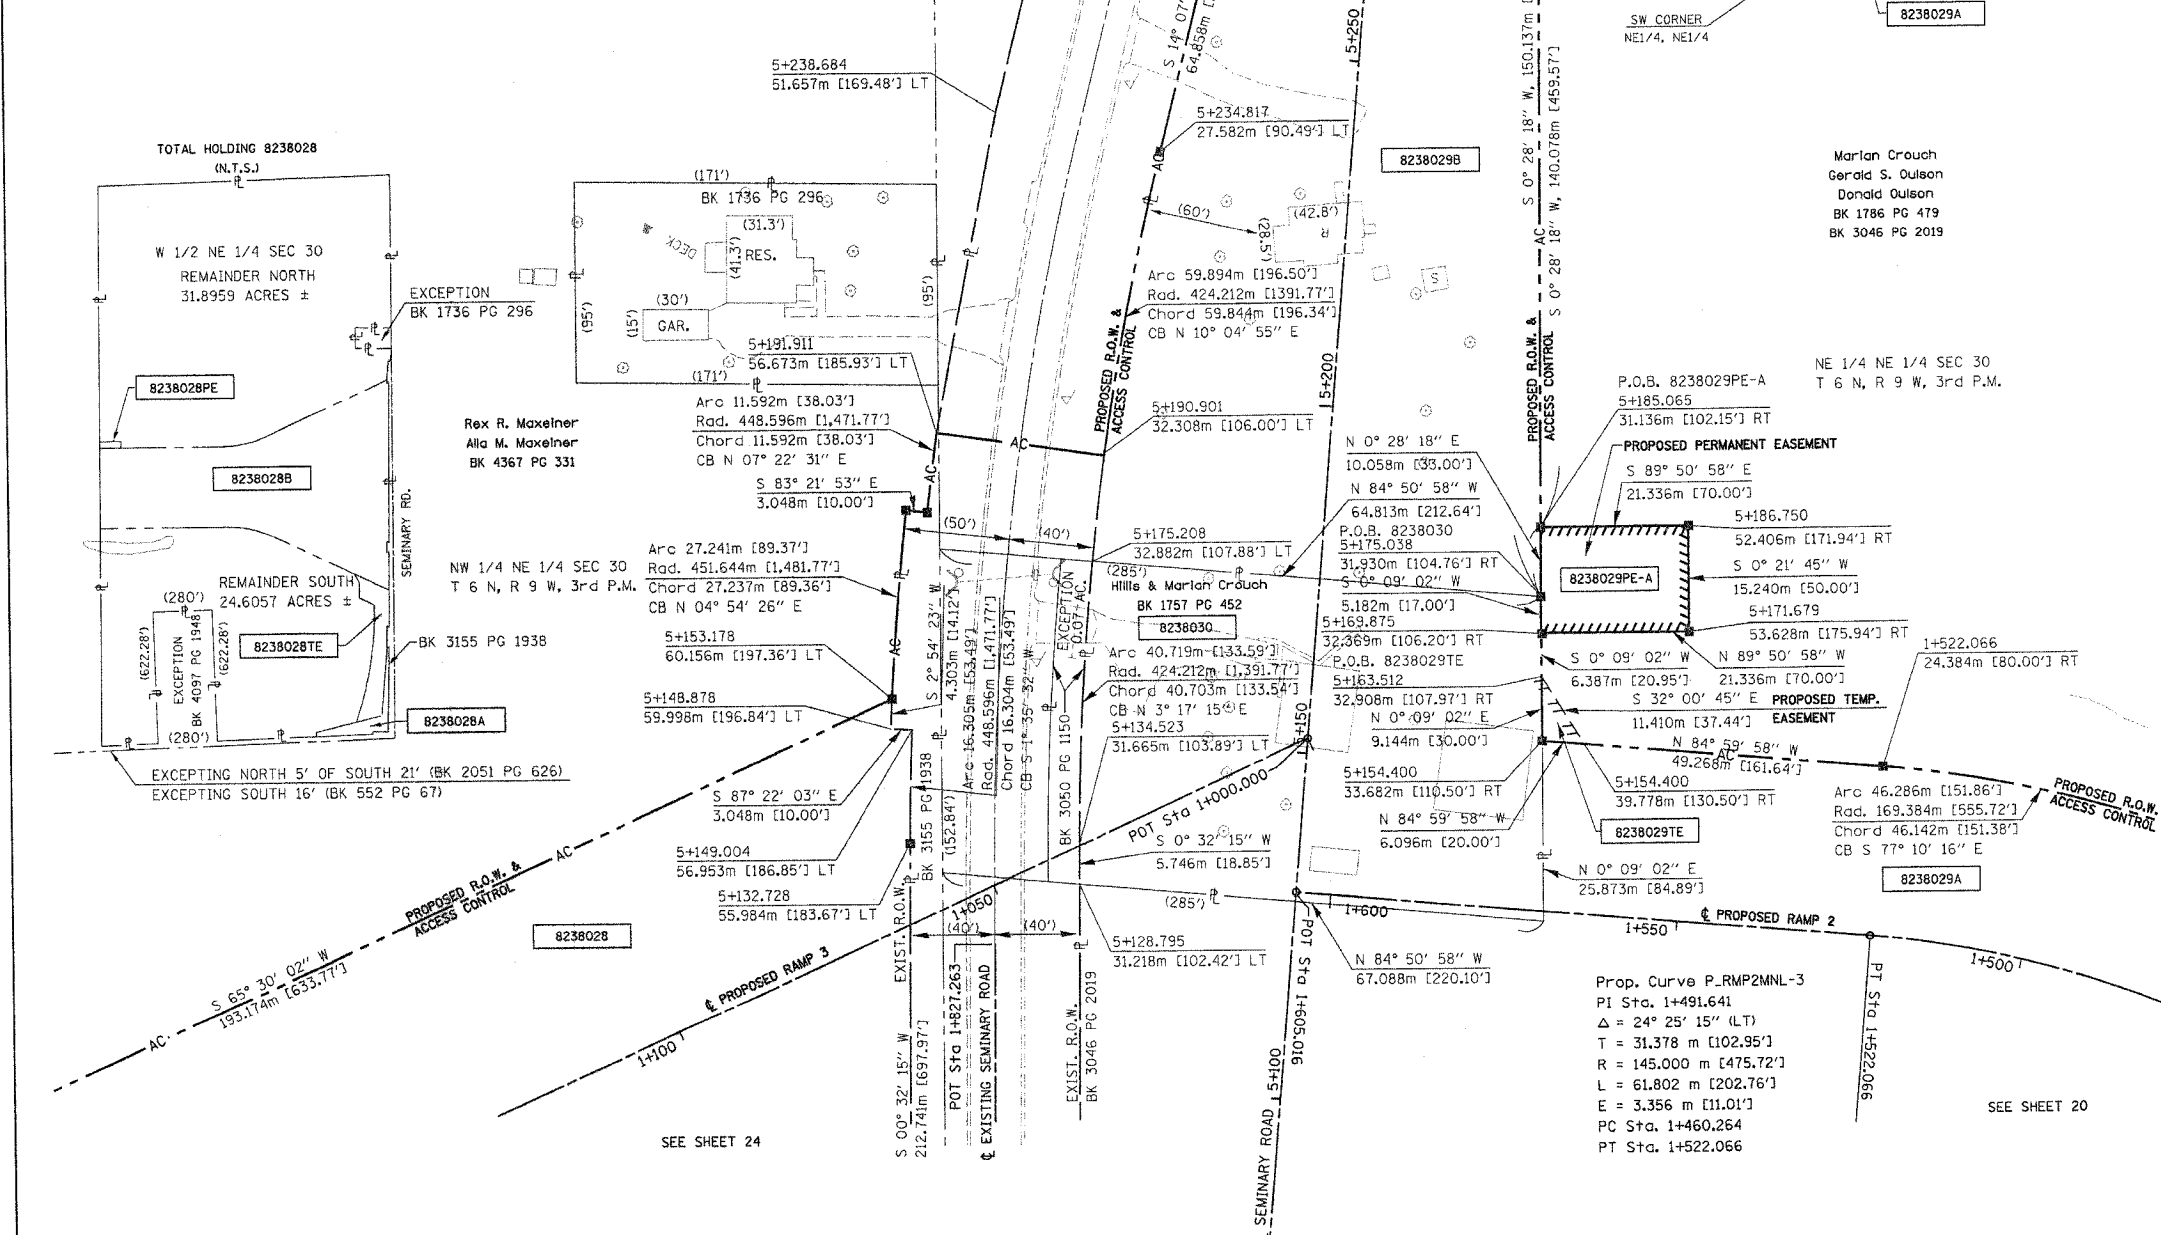 SW CORNER
NE1/4, NE1/4
8238029A
5+250
S 14° 07'
64.858m
S 0° 28' 18" W, 150.137m
S 0° 28' 18" W, 140.078m [459.57']
5+238.684
51.657m [169.48'] LT
5+234.817
27.582m [90.49'] LT
8238029B
Marian Crouch
Gerald S. Oulson
Donald Oulson
BK 1786 PG 479
BK 3046 PG 2019
TOTAL HOLDING 8238028
(N.T.S.)
W 1/2 NE 1/4 SEC 30
REMAINDER NORTH
31.8959 ACRES ±
EXCEPTION
BK 1736 PG 296
8238028PE
8238028B
SEMINARY RD.
REMAINDER SOUTH
24.6057 ACRES ±
8238028TE
BK 3155 PG 1938
(280')
(622.28')
EXCEPTION
BK 4097 PG 1948
(622.28')
(280')
8238028A
EXCEPTING NORTH 5' OF SOUTH 21' (BK 2051 PG 626)
EXCEPTING SOUTH 16' (BK 552 PG 67)
(171')
BK 1736 PG 296
(31.3')
(41.3')
RES.
DECK
(30')
(15')
GAR.
(95')
(95')
(171')
Rex R. Maxeiner
Alla M. Maxeiner
BK 4367 PG 331
5+191.911
56.673m [185.93'] LT
Arc 11.592m [38.03']
Rad. 448.596m [1,471.77']
Chord 11.592m [38.03']
CB N 07° 22' 31" E
S 83° 21' 53" E
3.048m [10.00']
AC
AC
Arc 27.241m [89.37']
Rad. 451.644m [1,481.77']
Chord 27.237m [89.36']
CB N 04° 54' 26" E
NW 1/4 NE 1/4 SEC 30
T 6 N, R 9 W, 3rd P.M.
5+153.178
60.156m [197.36'] LT
AC
5+148.878
59.998m [196.84'] LT
S 87° 22' 03" E
3.048m [10.00']
5+149.004
56.953m [186.85'] LT
5+132.728
55.984m [183.67'] LT
8238028
PROPOSED R.O.W. &
ACCESS CONTROL
AC
S 65° 30' 02" W
193.174m [633.77']
AC
℄ PROPOSED RAMP 3
1+100
1+050
POT Sta 1+000.000
SEE SHEET 24
S 00° 32' 15" W
212.741m [697.97']
EXIST. R.O.W.
BK 3155 PG 1938
(152.84')
S 2° 54' 23" W
4.303m [14.12']
Arc 16.305m [53.49']
Rad. 448.596m [1,471.77']
Chord 16.304m [53.49']
CB S 1° 35' 32" W
POT Sta 1+827.263
℄ EXISTING SEMINARY ROAD
(40')
(40')
EXIST. R.O.W.
BK 3046 PG 2019
BK 3050 PG 1150
EXCEPTION
AC
(50')
(40')
AC
(60')
(42.8')
(28.5')
R
S
Arc 59.894m [196.50']
Rad. 424.212m [1391.77']
Chord 59.844m [196.34']
CB N 10° 04' 55" E
PROPOSED R.O.W. &
ACCESS CONTROL
5+190.901
32.308m [106.00'] LT
5+200
5+175.208
32.882m [107.88'] LT
(285')
Hills & Marian Crouch
BK 1757 PG 452
8238030
Arc 40.719m [133.59']
Rad. 424.212m [1,391.77']
Chord 40.703m [133.54']
CB N 3° 17' 15" E
5+134.523
31.665m [103.89'] LT
S 0° 32' 15" W
5.746m [18.85']
(285')
5+128.795
31.218m [102.42'] LT
5+150
POT Sta 1+605.016
5+100
SEMINARY ROAD
N 0° 28' 18" E
10.058m [33.00']
N 84° 50' 58" W
64.813m [212.64']
P.O.B. 8238030
5+175.038
31.930m [104.76'] RT
S 0° 09' 02" W
5.182m [17.00']
5+169.875
32.369m [106.20'] RT
P.O.B. 8238029TE
5+163.512
32.908m [107.97'] RT
N 0° 09' 02" E
9.144m [30.00']
5+154.400
33.682m [110.50'] RT
N 84° 59' 58" W
6.096m [20.00']
1+600
N 84° 50' 58" W
67.088m [220.10']
AC
PROPOSED R.O.W. &
ACCESS CONTROL
NE 1/4 NE 1/4 SEC 30
T 6 N, R 9 W, 3rd P.M.
P.O.B. 8238029PE-A
5+185.065
31.136m [102.15'] RT
PROPOSED PERMANENT EASEMENT
S 89° 50' 58" E
21.336m [70.00']
5+186.750
52.406m [171.94'] RT
8238029PE-A
S 0° 21' 45" W
15.240m [50.00']
5+171.679
53.628m [175.94'] RT
S 0° 09' 02" W
6.387m [20.95']
N 89° 50' 58" W
21.336m [70.00']
1+522.066
24.384m [80.00'] RT
S 32° 00' 45" E
11.410m [37.44']
PROPOSED TEMP.
EASEMENT
N 84° 59' 58" W
AC
49.268m [161.64']
5+154.400
39.778m [130.50'] RT
8238029TE
PROPOSED R.O.W.
ACCESS CONTROL
Arc 46.286m [151.86']
Rad. 169.384m [555.72']
Chord 46.142m [151.38']
CB S 77° 10' 16" E
8238029A
N 0° 09' 02" E
25.873m [84.89']
℄ PROPOSED RAMP 2
1+550
1+500
PT Sta 1+522.066
Prop. Curve P_RMP2MNL-3
PI Sta. 1+491.641
Δ = 24° 25' 15" (LT)
T = 31.378 m [102.95']
R = 145.000 m [475.72']
L = 61.802 m [202.76']
E = 3.356 m [11.01']
PC Sta. 1+460.264
PT Sta. 1+522.066
SEE SHEET 20